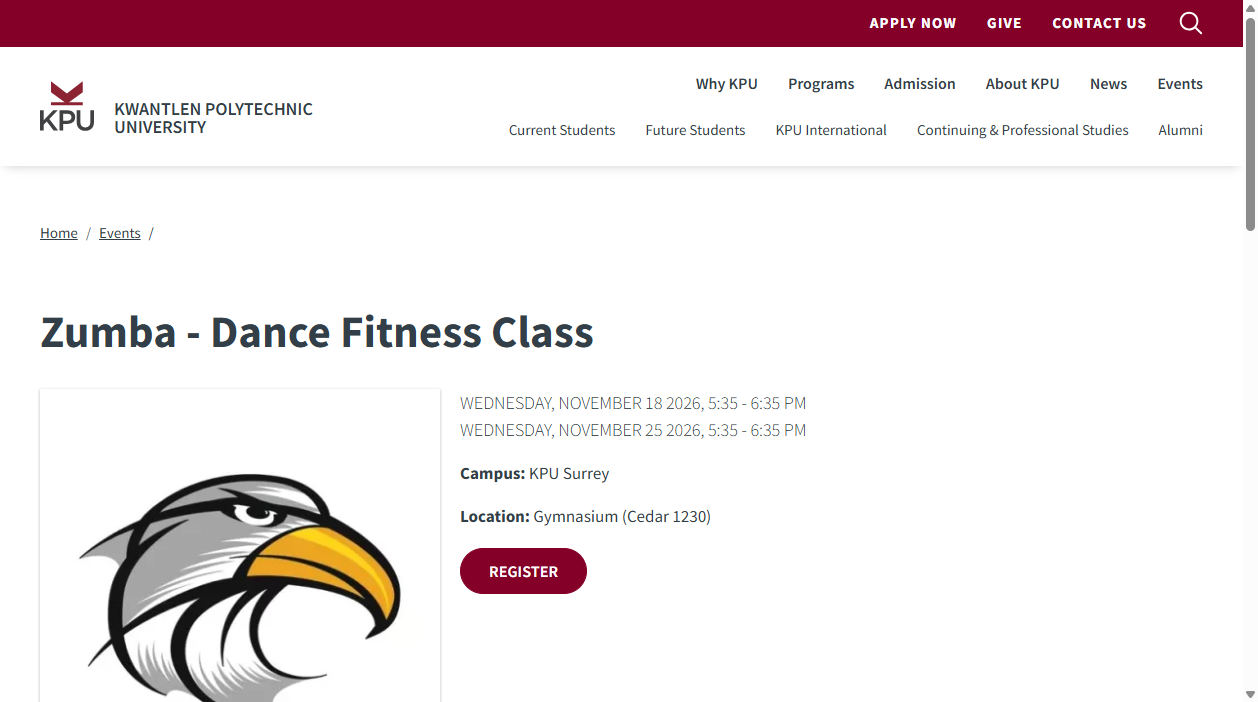 APPLY NOW GIVE CONTACT US
KPU KWANTLEN POLYTECHNIC
UNIVERSITY
Why KPU Programs Admission About KPU News Events
Current Students Future Students KPU International Continuing & Professional Studies Alumni
Home / Events /
Zumba - Dance Fitness Class
WEDNESDAY, NOVEMBER 18 2026, 5:35 - 6:35 PM
WEDNESDAY, NOVEMBER 25 2026, 5:35 - 6:35 PM
Campus: KPU Surrey
Location: Gymnasium (Cedar 1230)
REGISTER